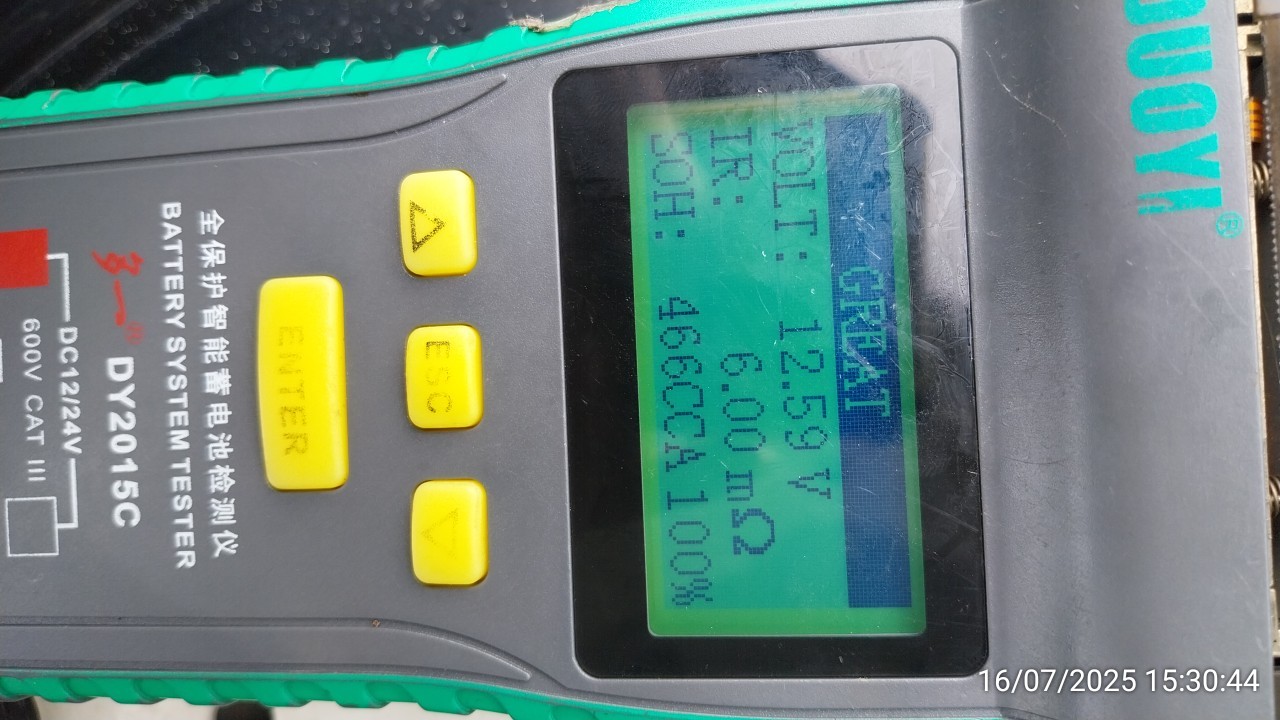 DUOYI®
GREAT
VOLT: 12.59 V
IR: 6.00 mΩ
SOH: 466CCA 100%
ESC
ENTER
全保护智能蓄电池检测仪
BATTERY SYSTEM TESTER
多一® DY2015C
DC12/24V
600V CAT III
16/07/2025 15:30:44